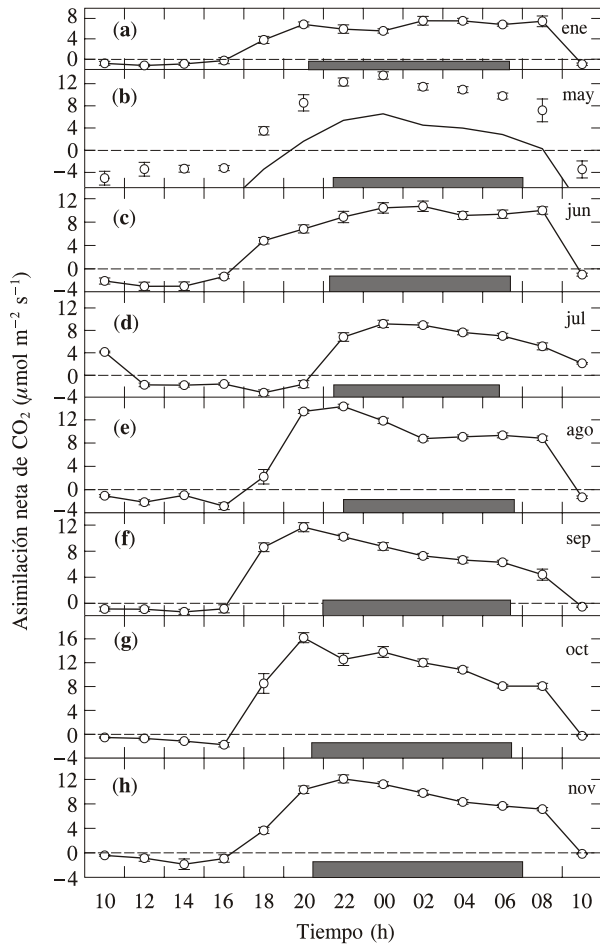 (a)
ene
8
4
0
(b)
may
12
8
4
0
−4
(c)
jun
12
8
4
0
−4
(d)
jul
12
8
4
0
−4
(e)
ago
12
8
4
0
−4
(f)
sep
12
8
4
0
(g)
oct
16
12
8
4
0
(h)
nov
12
8
4
0
−4
10 12 14 16 18 20 22 00 02 04 06 08 10
Tiempo (h)
Asimilación neta de CO₂ (µmol m⁻² s⁻¹)